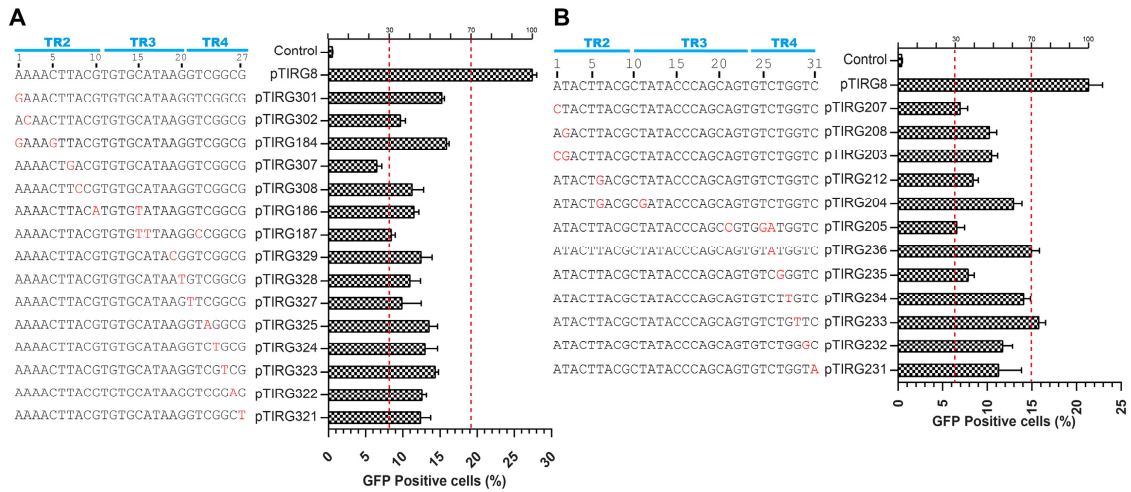 A
TR2 TR3 TR4
1 5 10 15 20 27
AAAACTTACGTGTGCATAAGGTCGGCG
GAAACTTACGTGTGCATAAGGTCGGCG
ACAACTTACGTGTGCATAAGGTCGGCG
GAAAGTTACGTGTGCATAAGGTCGGCG
AAAACTGACGTGTGCATAAGGTCGGCG
AAAACTTCCGTGTGCATAAGGTCGGCG
AAAACTTACATGTGTATAAGGTCGGCG
AAAACTTACGTGTGTTTAAGGCCGGCG
AAAACTTACGTGTGCATACGGTCGGCG
AAAACTTACGTGTGCATAATGTCGGCG
AAAACTTACGTGTGCATAAGTTCGGCG
AAAACTTACGTGTGCATAAGGTAGGCG
AAAACTTACGTGTGCATAAGGTCTGCG
AAAACTTACGTGTGCATAAGGTCGTCG
AAAACTTACGTGTGCATAAGGTCGGAG
AAAACTTACGTGTGCATAAGGTCGGCT
0 30 70 100
Control
pTIRG8
pTIRG301
pTIRG302
pTIRG184
pTIRG307
pTIRG308
pTIRG186
pTIRG187
pTIRG329
pTIRG328
pTIRG327
pTIRG325
pTIRG324
pTIRG323
pTIRG322
pTIRG321
0 10 20 10 20 30
GFP Positive cells (%)
B
TR2 TR3 TR4
1 5 10 15 20 25 31
ATACTTACGCTATACCCAGCAGTGTCTGGTC
CTACTTACGCTATACCCAGCAGTGTCTGGTC
AGACTTACGCTATACCCAGCAGTGTCTGGTC
CGACTTACGCTATACCCAGCAGTGTCTGGTC
ATACTGACGCTATACCCAGCAGTGTCTGGTC
ATACTGACGCGATACCCAGCAGTGTCTGGTC
ATACTTACGCTATACCCAGCCGTGGATGGTC
ATACTTACGCTATACCCAGCAGTGTATGGTC
ATACTTACGCTATACCCAGCAGTGTCGGGTC
ATACTTACGCTATACCCAGCAGTGTCTTGTC
ATACTTACGCTATACCCAGCAGTGTCTGTTC
ATACTTACGCTATACCCAGCAGTGTCTGGGC
ATACTTACGCTATACCCAGCAGTGTCTGGTA
0 30 70 100
Control
pTIRG8
pTIRG207
pTIRG208
pTIRG203
pTIRG212
pTIRG204
pTIRG205
pTIRG236
pTIRG235
pTIRG234
pTIRG233
pTIRG232
pTIRG231
0 5 10 15 20 25
GFP Positive cells (%)